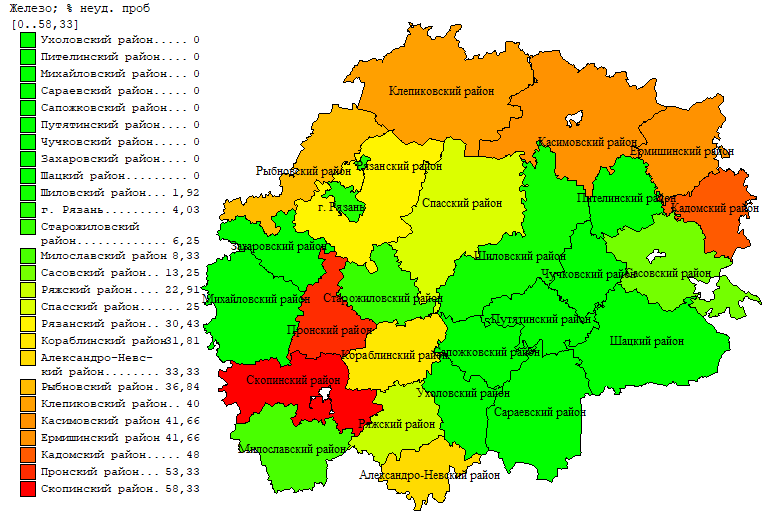 Железо; % неуд. проб
[0..58,33]
Ухоловский район..... 0
Пителинский район.... 0
Михайловский район... 0
Сараевский район..... 0
Сапожковский район... 0
Путятинский район.... 0
Чучковский район..... 0
Захаровский район.... 0
Шацкий район......... 0
Шиловский район... 1,92
г. Рязань......... 4,03
Старожиловский
район............. 6,25
Милославский район 8,33
Сасовский район.. 13,25
Ряжский район.... 22,91
Спасский район...... 25
Рязанский район.. 30,43
Кораблинский район31,81
Александро-Невс-
кий район........ 33,33
Рыбновский район. 36,84
Клепиковский район.. 40
Касимовский район 41,66
Ермишинский район 41,66
Кадомский район..... 48
Пронский район... 53,33
Скопинский район. 58,33
Клепиковский район
Касимовский район
Ермишинский район
Рыбновский район
Рязанский район
Пителинский район
Кадомский район
Спасский район
г. Рязань
Захаровский район
Шиловский район
Чучковский район
Сасовский район
Михайловский район
Старожиловский район
Пронский район
Путятинский район
Шацкий район
Кораблинский район
Сапожковский район
Скопинский район
Ухоловский район
Сараевский район
Ряжский район
Милославский район
Александро-Невский район